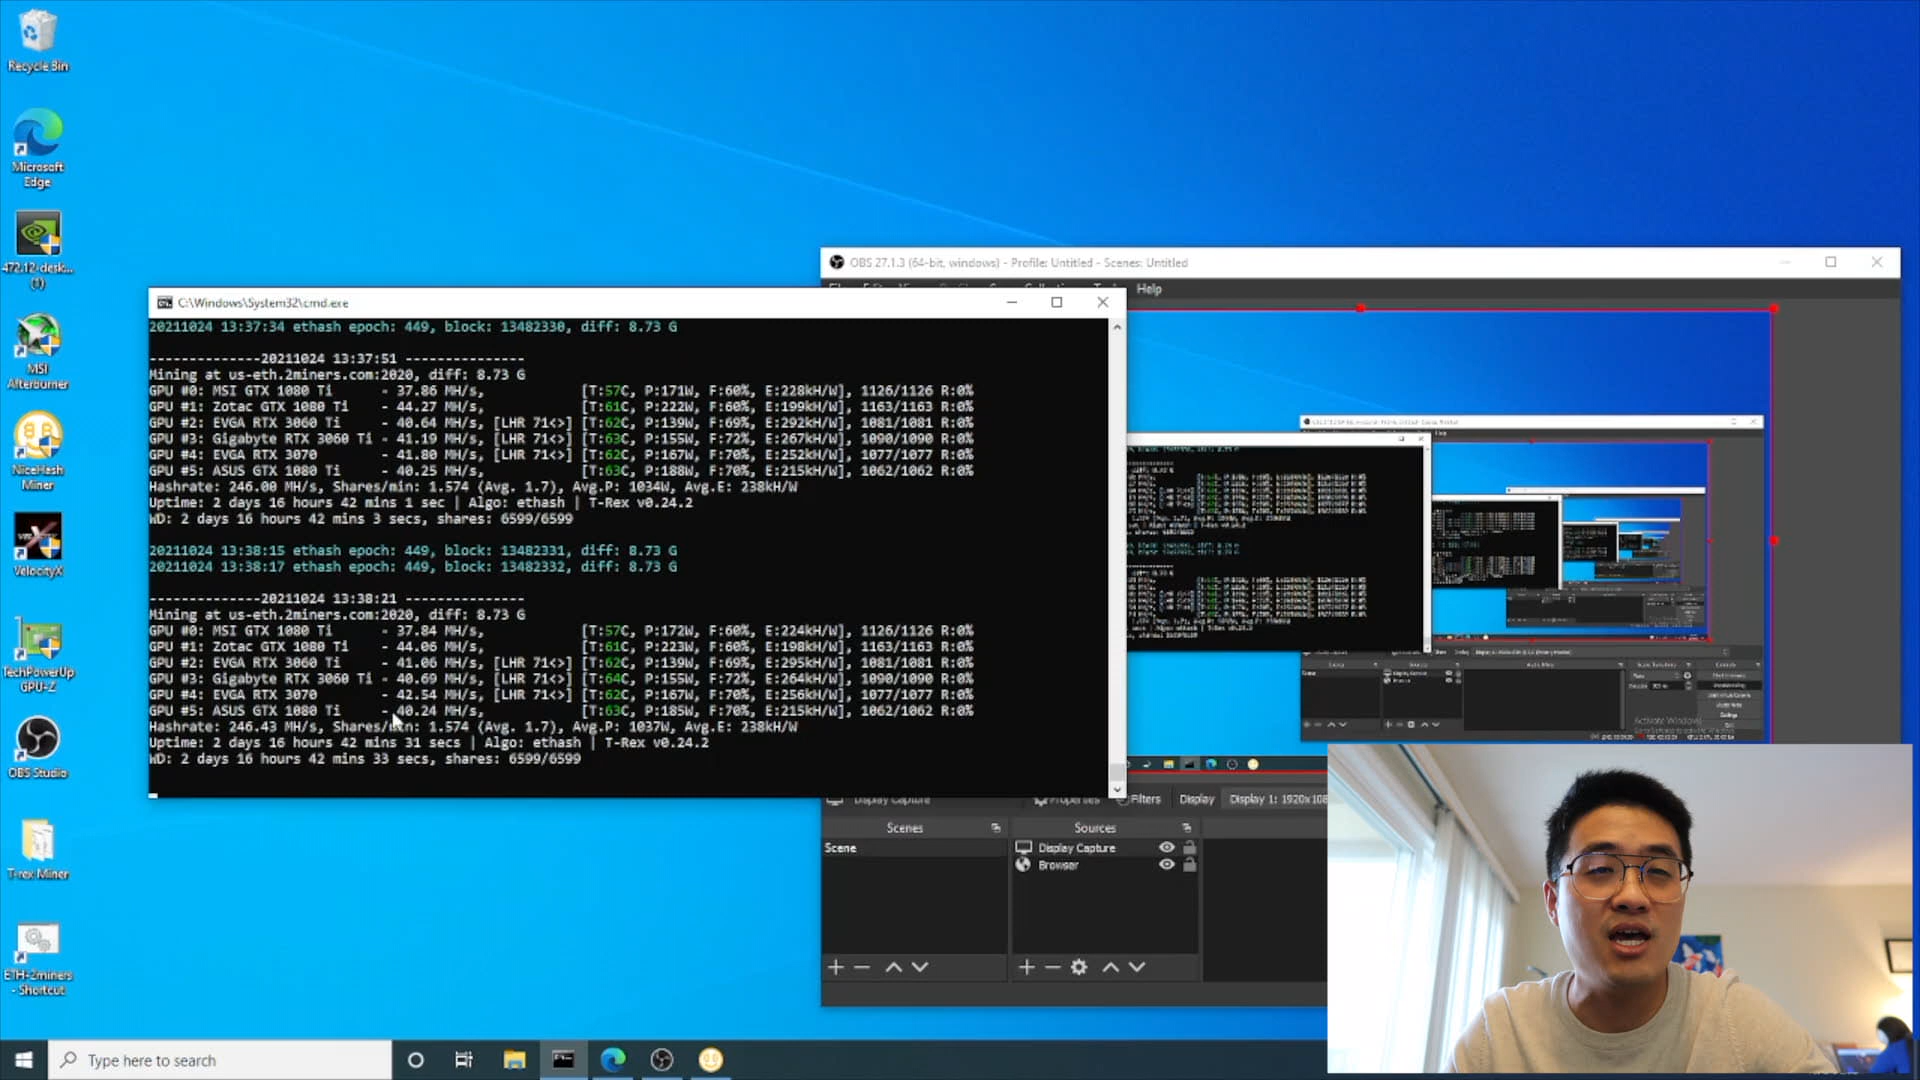 Recycle Bin
Microsoft
Edge
472.12-desk...
(1)
MSI
Afterburner
NiceHash
Miner
VelocityX
TechPowerUp
GPU-Z
OBS Studio
T-rex Miner
ETH-2miners
- Shortcut
OBS 27.1.3 (64-bit, windows) - Profile: Untitled - Scenes: Untitled
Help
C:\Windows\System32\cmd.exe
20211024 13:37:34 ethash epoch: 449, block: 13482330, diff: 8.73 G
--------------20211024 13:37:51 ---------------
Mining at us-eth.2miners.com:2020, diff: 8.73 G
GPU #0: MSI GTX 1080 Ti - 37.86 MH/s, [T:57C, P:171W, F:60%, E:228kH/W], 1126/1126 R:0%
GPU #1: Zotac GTX 1080 Ti - 44.27 MH/s, [T:61C, P:222W, F:60%, E:199kH/W], 1163/1163 R:0%
GPU #2: EVGA RTX 3060 Ti - 40.64 MH/s, [LHR 71<>] [T:62C, P:139W, F:69%, E:292kH/W], 1081/1081 R:0%
GPU #3: Gigabyte RTX 3060 Ti - 41.19 MH/s, [LHR 71<>] [T:63C, P:155W, F:72%, E:267kH/W], 1090/1090 R:0%
GPU #4: EVGA RTX 3070 - 41.80 MH/s, [LHR 71<>] [T:62C, P:167W, F:70%, E:252kH/W], 1077/1077 R:0%
GPU #5: ASUS GTX 1080 Ti - 40.25 MH/s, [T:63C, P:188W, F:70%, E:215kH/W], 1062/1062 R:0%
Hashrate: 246.00 MH/s, Shares/min: 1.574 (Avg. 1.7), Avg.P: 1034W, Avg.E: 238kH/W
Uptime: 2 days 16 hours 42 mins 1 sec | Algo: ethash | T-Rex v0.24.2
WD: 2 days 16 hours 42 mins 3 secs, shares: 6599/6599
20211024 13:38:15 ethash epoch: 449, block: 13482331, diff: 8.73 G
20211024 13:38:17 ethash epoch: 449, block: 13482332, diff: 8.73 G
--------------20211024 13:38:21 ---------------
Mining at us-eth.2miners.com:2020, diff: 8.73 G
GPU #0: MSI GTX 1080 Ti - 37.84 MH/s, [T:57C, P:172W, F:60%, E:224kH/W], 1126/1126 R:0%
GPU #1: Zotac GTX 1080 Ti - 44.06 MH/s, [T:61C, P:223W, F:60%, E:198kH/W], 1163/1163 R:0%
GPU #2: EVGA RTX 3060 Ti - 41.06 MH/s, [LHR 71<>] [T:62C, P:139W, F:69%, E:295kH/W], 1081/1081 R:0%
GPU #3: Gigabyte RTX 3060 Ti - 40.69 MH/s, [LHR 71<>] [T:64C, P:155W, F:72%, E:264kH/W], 1090/1090 R:0%
GPU #4: EVGA RTX 3070 - 42.54 MH/s, [LHR 71<>] [T:62C, P:167W, F:70%, E:256kH/W], 1077/1077 R:0%
GPU #5: ASUS GTX 1080 Ti - 40.24 MH/s, [T:63C, P:185W, F:70%, E:215kH/W], 1062/1062 R:0%
Hashrate: 246.43 MH/s, Shares/min: 1.574 (Avg. 1.7), Avg.P: 1037W, Avg.E: 238kH/W
Uptime: 2 days 16 hours 42 mins 31 secs | Algo: ethash | T-Rex v0.24.2
WD: 2 days 16 hours 42 mins 33 secs, shares: 6599/6599
Activate Windows
Display Capture Properties Filters Display Display 1: 1920x108
Scenes Sources
Scene
Display Capture
Browser
Type here to search